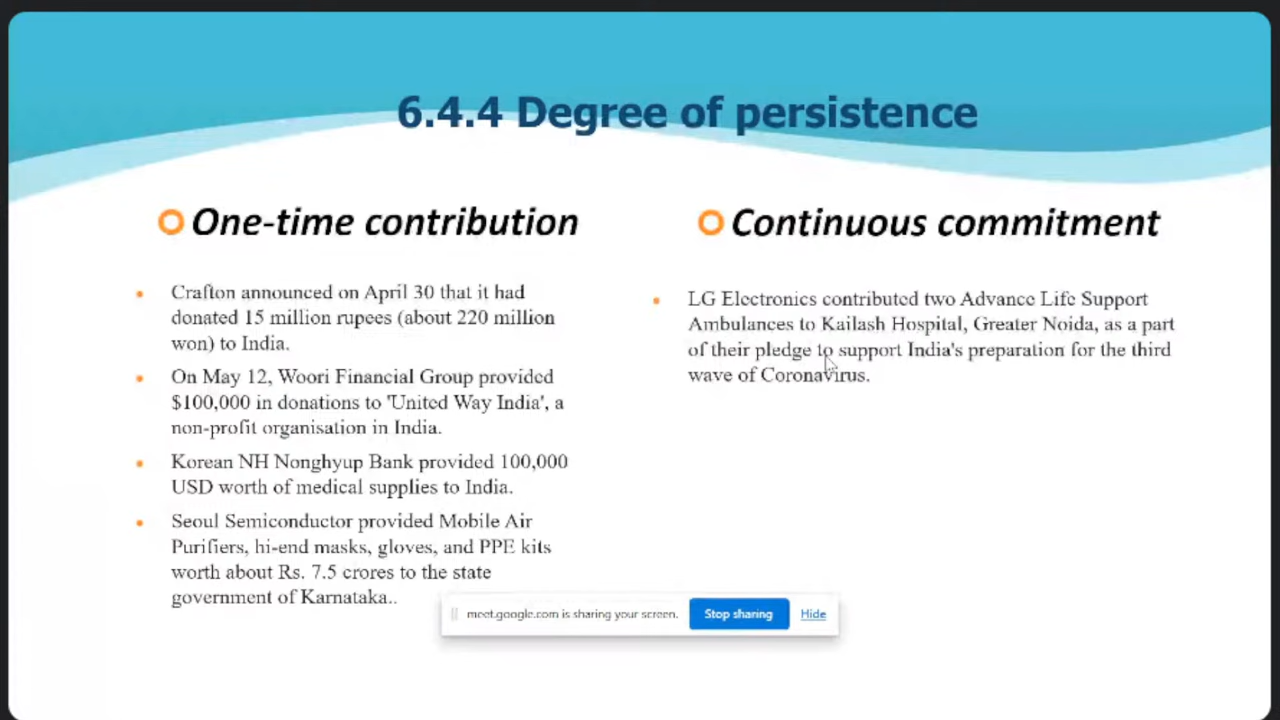 6.4.4 Degree of persistence
One-time contribution
Crafton announced on April 30 that it had
donated 15 million rupees (about 220 million
won) to India.
On May 12, Woori Financial Group provided
$100,000 in donations to 'United Way India', a
non-profit organisation in India.
Korean NH Nonghyup Bank provided 100,000
USD worth of medical supplies to India.
Seoul Semiconductor provided Mobile Air
Purifiers, hi-end masks, gloves, and PPE kits
worth about Rs. 7.5 crores to the state
government of Karnataka..
Continuous commitment
LG Electronics contributed two Advance Life Support
Ambulances to Kailash Hospital, Greater Noida, as a part
of their pledge to support India's preparation for the third
wave of Coronavirus.
meet.google.com is sharing your screen. Stop sharing Hide